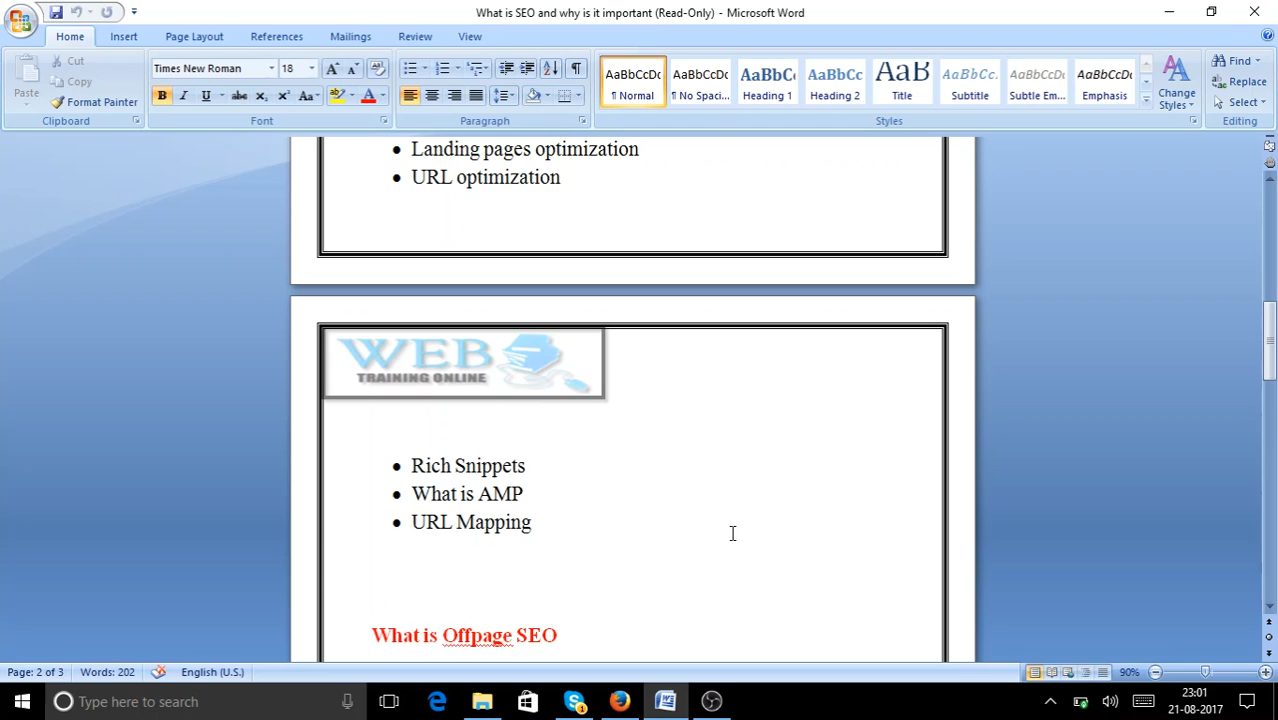 What is SEO and why is it important (Read-Only) - Microsoft Word
Home Insert Page Layout References Mailings Review View
Paste
Cut
Copy
Format Painter
Clipboard
Times New Roman 18
Font
Paragraph
AaBbCcDc AaBbCcDc AaBbC AaBbCc AaB AaBbCc. AaBbCcDc AaBbCcDc
¶ Normal ¶ No Spaci... Heading 1 Heading 2 Title Subtitle Subtle Em... Emphasis
Change Styles
Styles
Find
Replace
Select
Editing
• Landing pages optimization
• URL optimization
WEB
TRAINING ONLINE
• Rich Snippets
• What is AMP
• URL Mapping
What is Offpage SEO
Page: 2 of 3 Words: 202 English (U.S.) 90%
Type here to search
23:01
21-08-2017